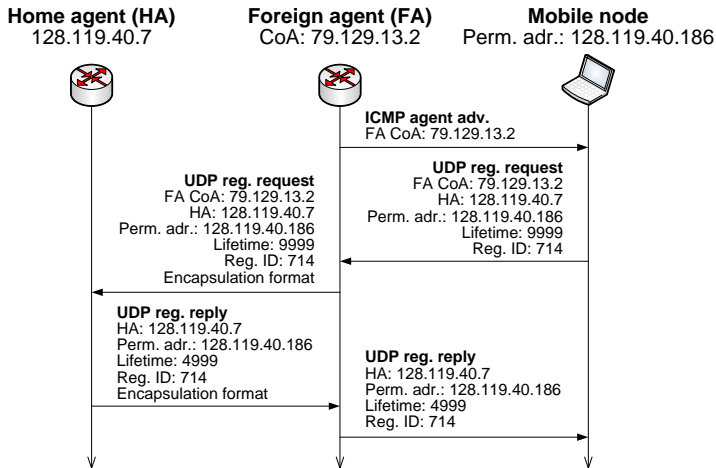 Home agent (HA)
128.119.40.7
Foreign agent (FA)
CoA: 79.129.13.2
Mobile node
Perm. adr.: 128.119.40.186
ICMP agent adv.
FA CoA: 79.129.13.2
UDP reg. request
FA CoA: 79.129.13.2
HA: 128.119.40.7
Perm. adr.: 128.119.40.186
Lifetime: 9999
Reg. ID: 714
UDP reg. request
FA CoA: 79.129.13.2
HA: 128.119.40.7
Perm. adr.: 128.119.40.186
Lifetime: 9999
Reg. ID: 714
Encapsulation format
UDP reg. reply
HA: 128.119.40.7
Perm. adr.: 128.119.40.186
Lifetime: 4999
Reg. ID: 714
Encapsulation format
UDP reg. reply
HA: 128.119.40.7
Perm. adr.: 128.119.40.186
Lifetime: 4999
Reg. ID: 714